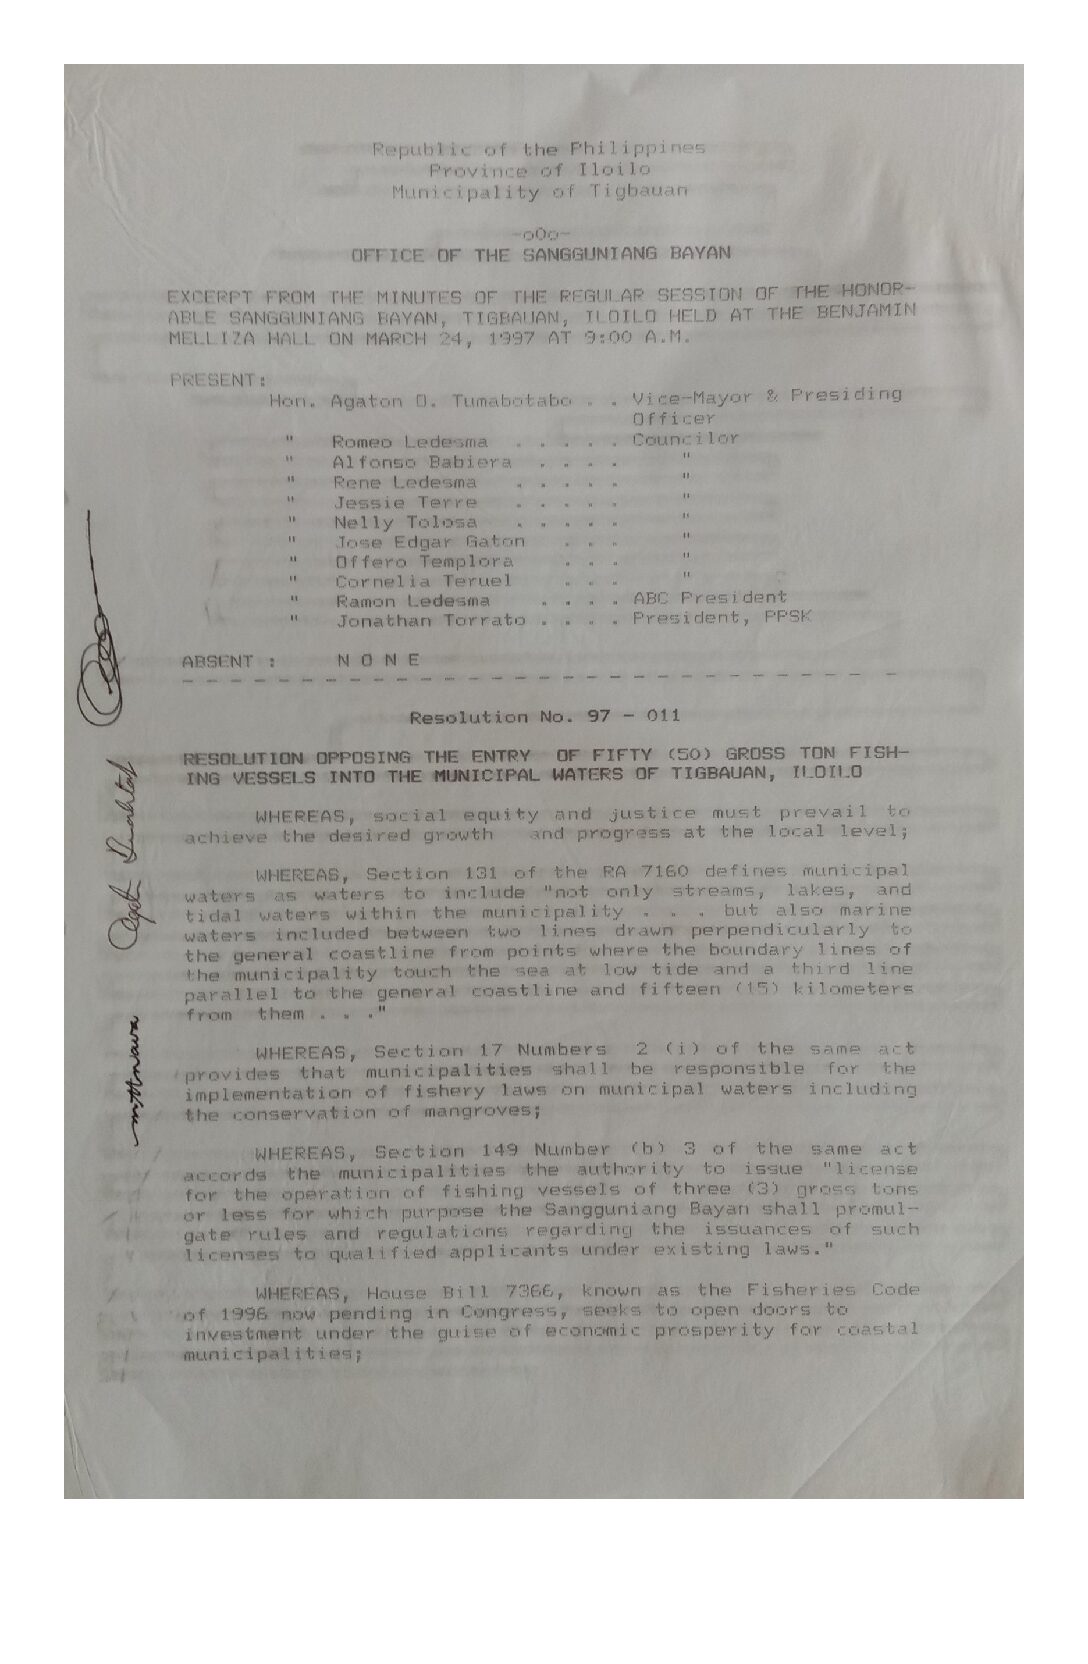 Republic of the Philippines
Province of Iloilo
Municipality of Tigbauan
-oOo-
OFFICE OF THE SANGGUNIANG BAYAN
EXCERPT FROM THE MINUTES OF THE REGULAR SESSION OF THE HONOR-
ABLE SANGGUNIANG BAYAN, TIGBAUAN, ILOILO HELD AT THE BENJAMIN
MELLIZA HALL ON MARCH 24, 1997 AT 9:00 A.M.
PRESENT:
Hon. Agaton O. Tumabotabo . . Vice-Mayor & Presiding
Officer
" Romeo Ledesma . . . . . Councilor
" Alfonso Babiera . . . . "
" Rene Ledesma . . . . . "
" Jessie Terre . . . . . "
" Nelly Tolosa . . . . . "
" Jose Edgar Gaton . . . "
" Offero Templora . . . "
" Cornelia Teruel . . . "
" Ramon Ledesma . . . . ABC President
" Jonathan Torrato . . . . President, PPSK
ABSENT : N O N E
- - - - - - - - - - - - - - - - - - - - - - - - - - - - - -
Resolution No. 97 - 011
RESOLUTION OPPOSING THE ENTRY OF FIFTY (50) GROSS TON FISH-
ING VESSELS INTO THE MUNICIPAL WATERS OF TIGBAUAN, ILOILO
WHEREAS, social equity and justice must prevail to
achieve the desired growth and progress at the local level;
WHEREAS, Section 131 of the RA 7160 defines municipal
waters as waters to include "not only streams, lakes, and
tidal waters within the municipality . . . but also marine
waters included between two lines drawn perpendicularly to
the general coastline from points where the boundary lines of
the municipality touch the sea at low tide and a third line
parallel to the general coastline and fifteen (15) kilometers
from them . . ."
WHEREAS, Section 17 Numbers 2 (i) of the same act
provides that municipalities shall be responsible for the
implementation of fishery laws on municipal waters including
the conservation of mangroves;
WHEREAS, Section 149 Number (b) 3 of the same act
accords the municipalities the authority to issue "license
for the operation of fishing vessels of three (3) gross tons
or less for which purpose the Sangguniang Bayan shall promul-
gate rules and regulations regarding the issuances of such
licenses to qualified applicants under existing laws."
WHEREAS, House Bill 7366, known as the Fisheries Code
of 1996 now pending in Congress, seeks to open doors to
investment under the guise of economic prosperity for coastal
municipalities;